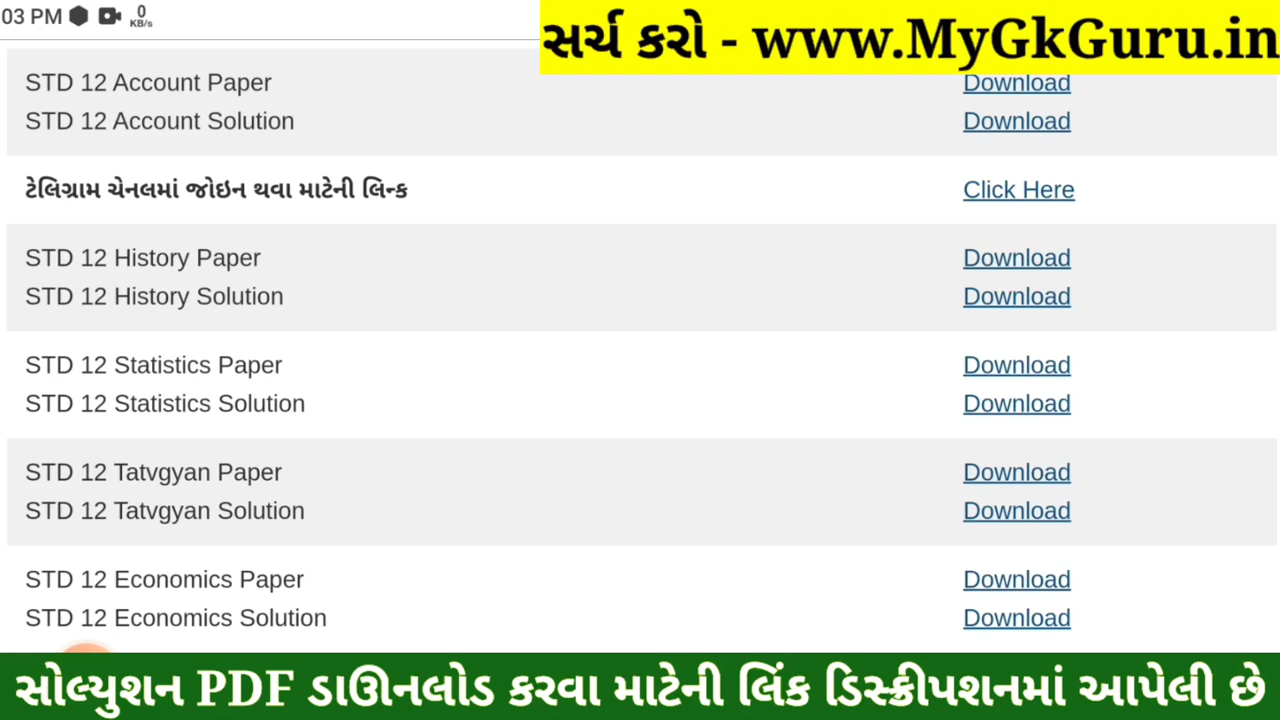 03 PM 0 KB/s
સર્ચ કરો - www.MyGkGuru.in
STD 12 Account Paper Download
STD 12 Account Solution Download
ટેલિગ્રામ ચેનલમાં જોઇન થવા માટેની લિન્ક Click Here
STD 12 History Paper Download
STD 12 History Solution Download
STD 12 Statistics Paper Download
STD 12 Statistics Solution Download
STD 12 Tatvgyan Paper Download
STD 12 Tatvgyan Solution Download
STD 12 Economics Paper Download
STD 12 Economics Solution Download
સોલ્યુશન PDF ડાઊનલોડ કરવા માટેની લિંક ડિસ્ક્રીપશનમાં આપેલી છે